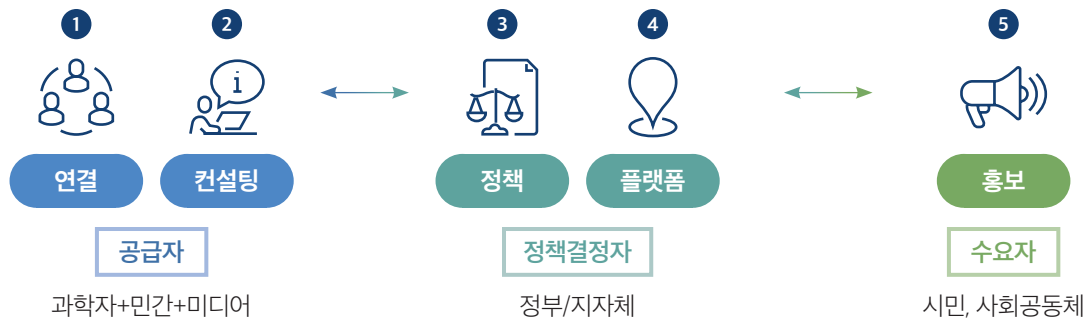 1 2 3 4 5
i
연결 컨설팅 정책 플랫폼 홍보
공급자 정책결정자 수요자
과학자+민간+미디어 정부/지자체 시민, 사회공동체